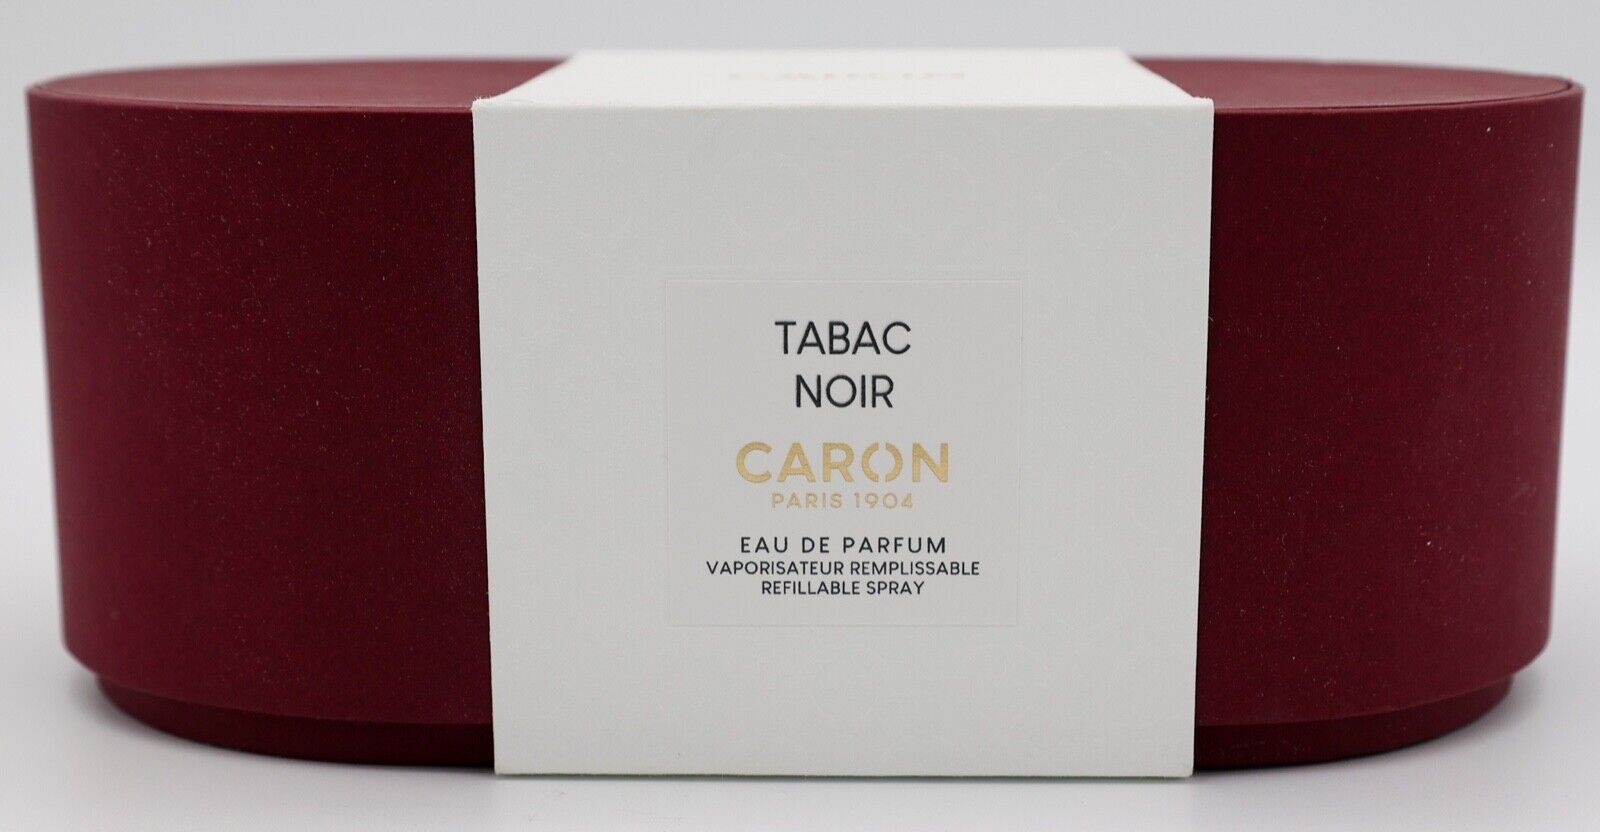 TABAC
NOIR
CARON
PARIS 1904
EAU DE PARFUM
VAPORISATEUR REMPLISSABLE
REFILLABLE SPRAY